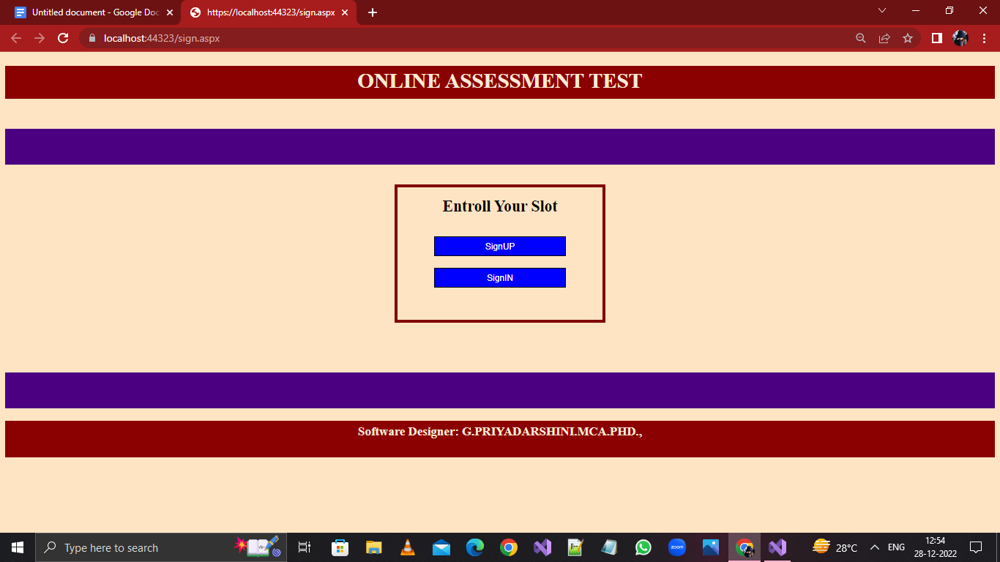 Untitled document - Google Doc
https://localhost:44323/sign.aspx
localhost:44323/sign.aspx
ONLINE ASSESSMENT TEST
Entroll Your Slot
SignUP
SignIN
Software Designer: G.PRIYADARSHINI.MCA.PHD.,
Type here to search
zoom
28°C
ENG
12:54
28-12-2022